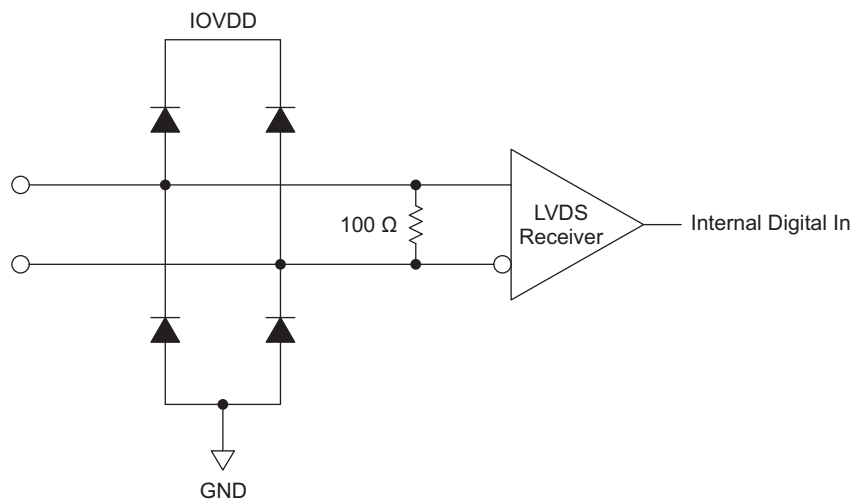 IOVDD
100 Ω
LVDS
Receiver
Internal Digital In
GND